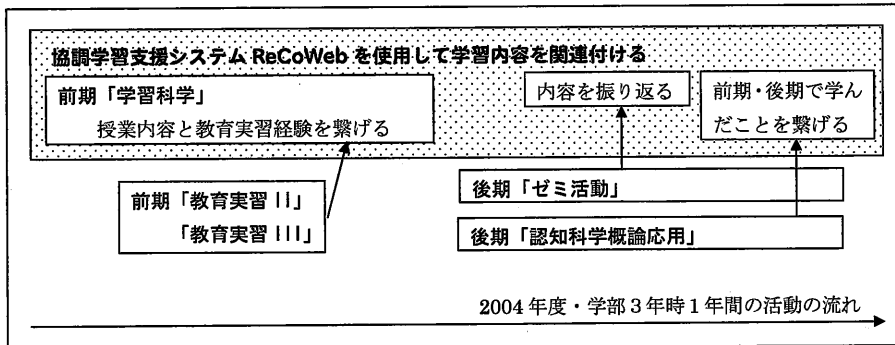 協調学習支援システム ReCoWeb を使用して学習内容を関連付ける
前期「学習科学」
授業内容と教育実習経験を繋げる
内容を振り返る
前期・後期で学ん
だことを繋げる
前期「教育実習 II」
「教育実習 III」
後期「ゼミ活動」
後期「認知科学概論応用」
2004 年度・学部 3 年時 1 年間の活動の流れ